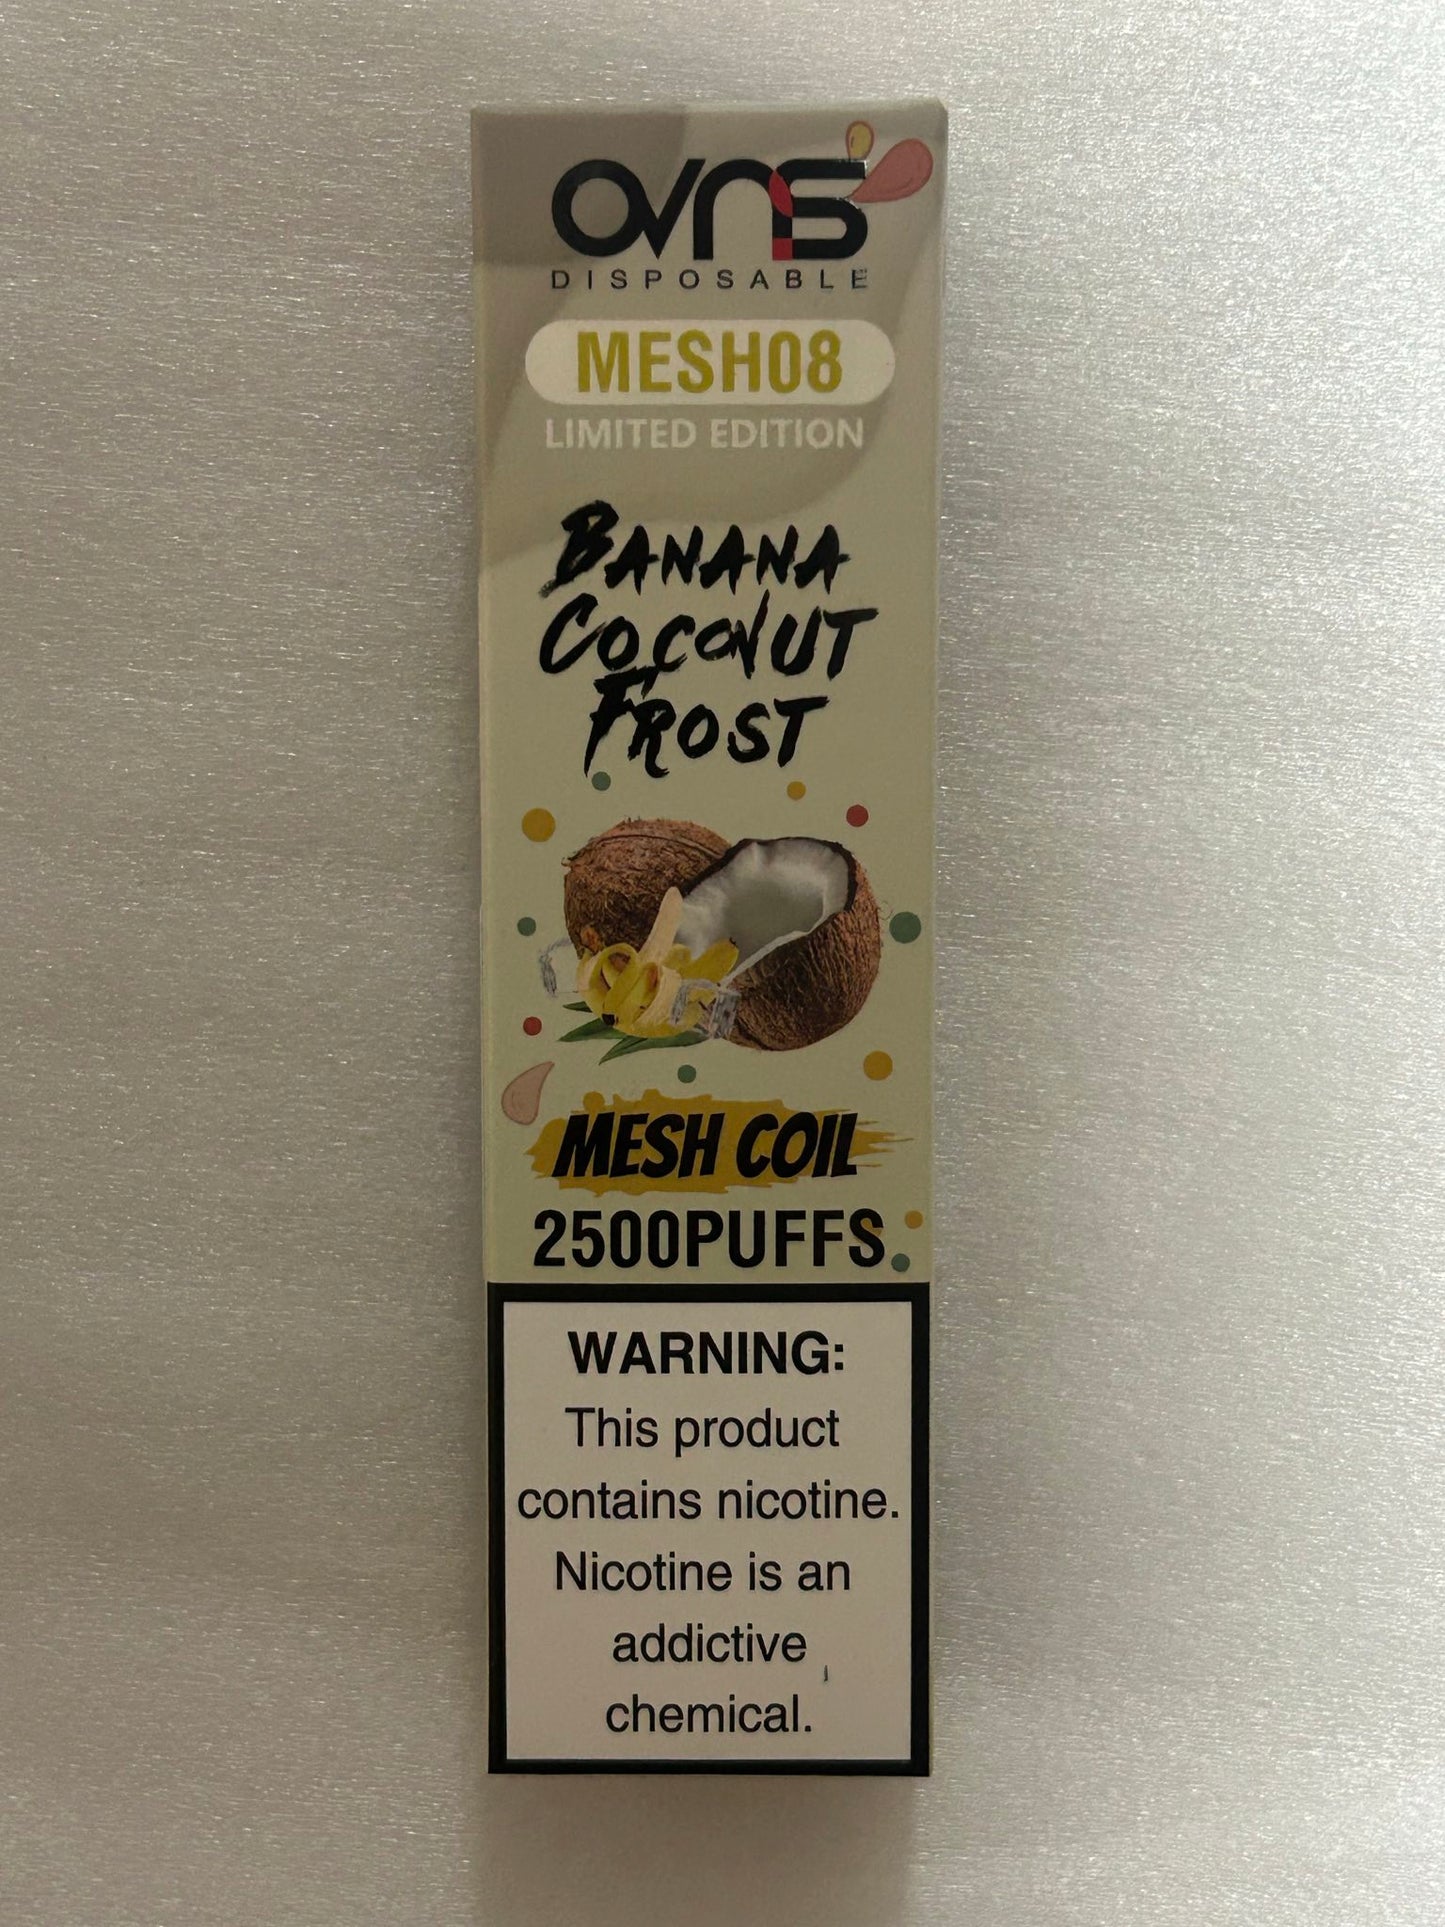 OVNS
DISPOSABLE
MESH08
LIMITED EDITION
BANANA
COCONUT
FROST
MESH COIL
2500PUFFS
WARNING:
This product
contains nicotine.
Nicotine is an
addictive
chemical.